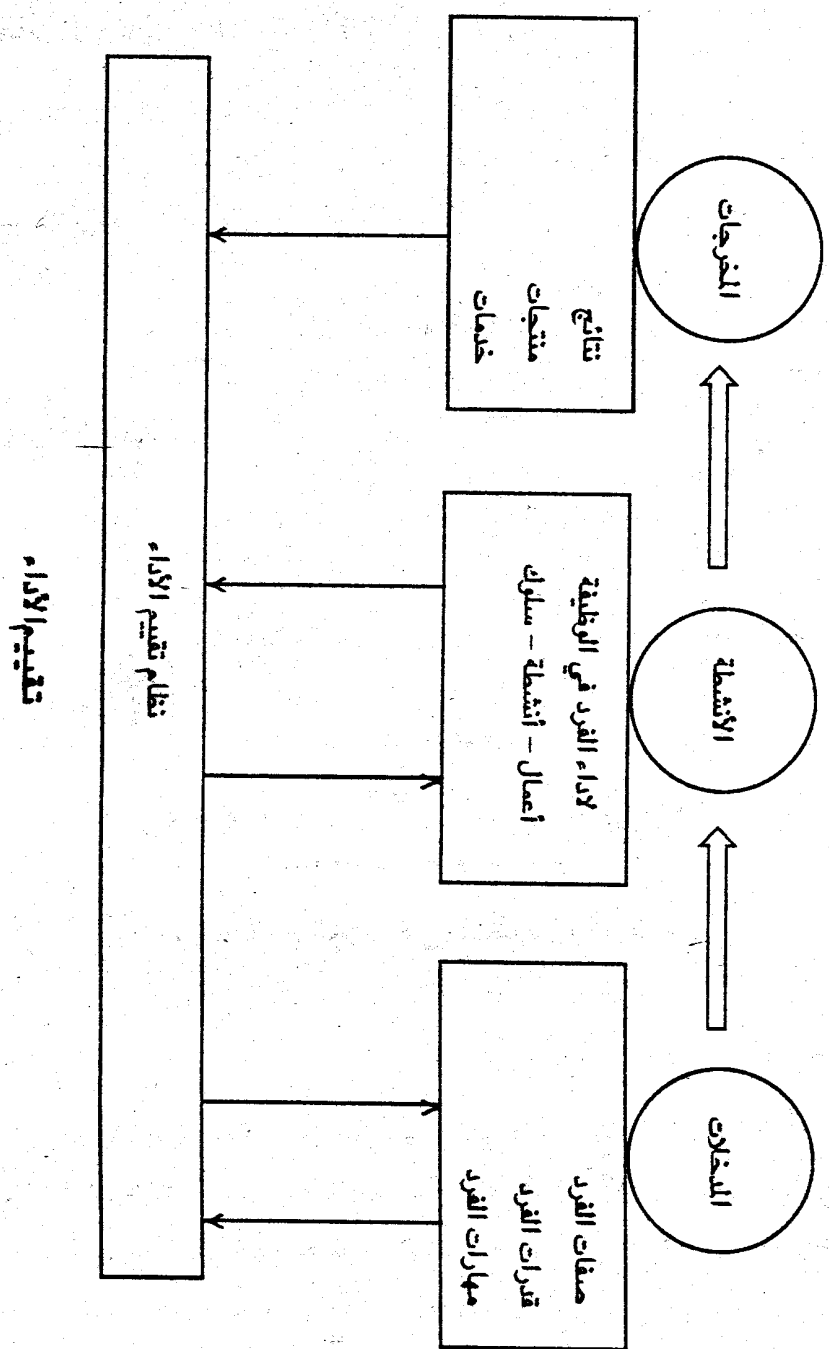 المدخلات
الأنشطة
المخرجات
صفات الفرد
قدرات الفرد
مهارات الفرد
لاداء الفرد في الوظيفة
أعمال - أنشطة - سلوك
نتائج
منتجات
خدمات
نظام تقييم الأداء
تقييم الأداء